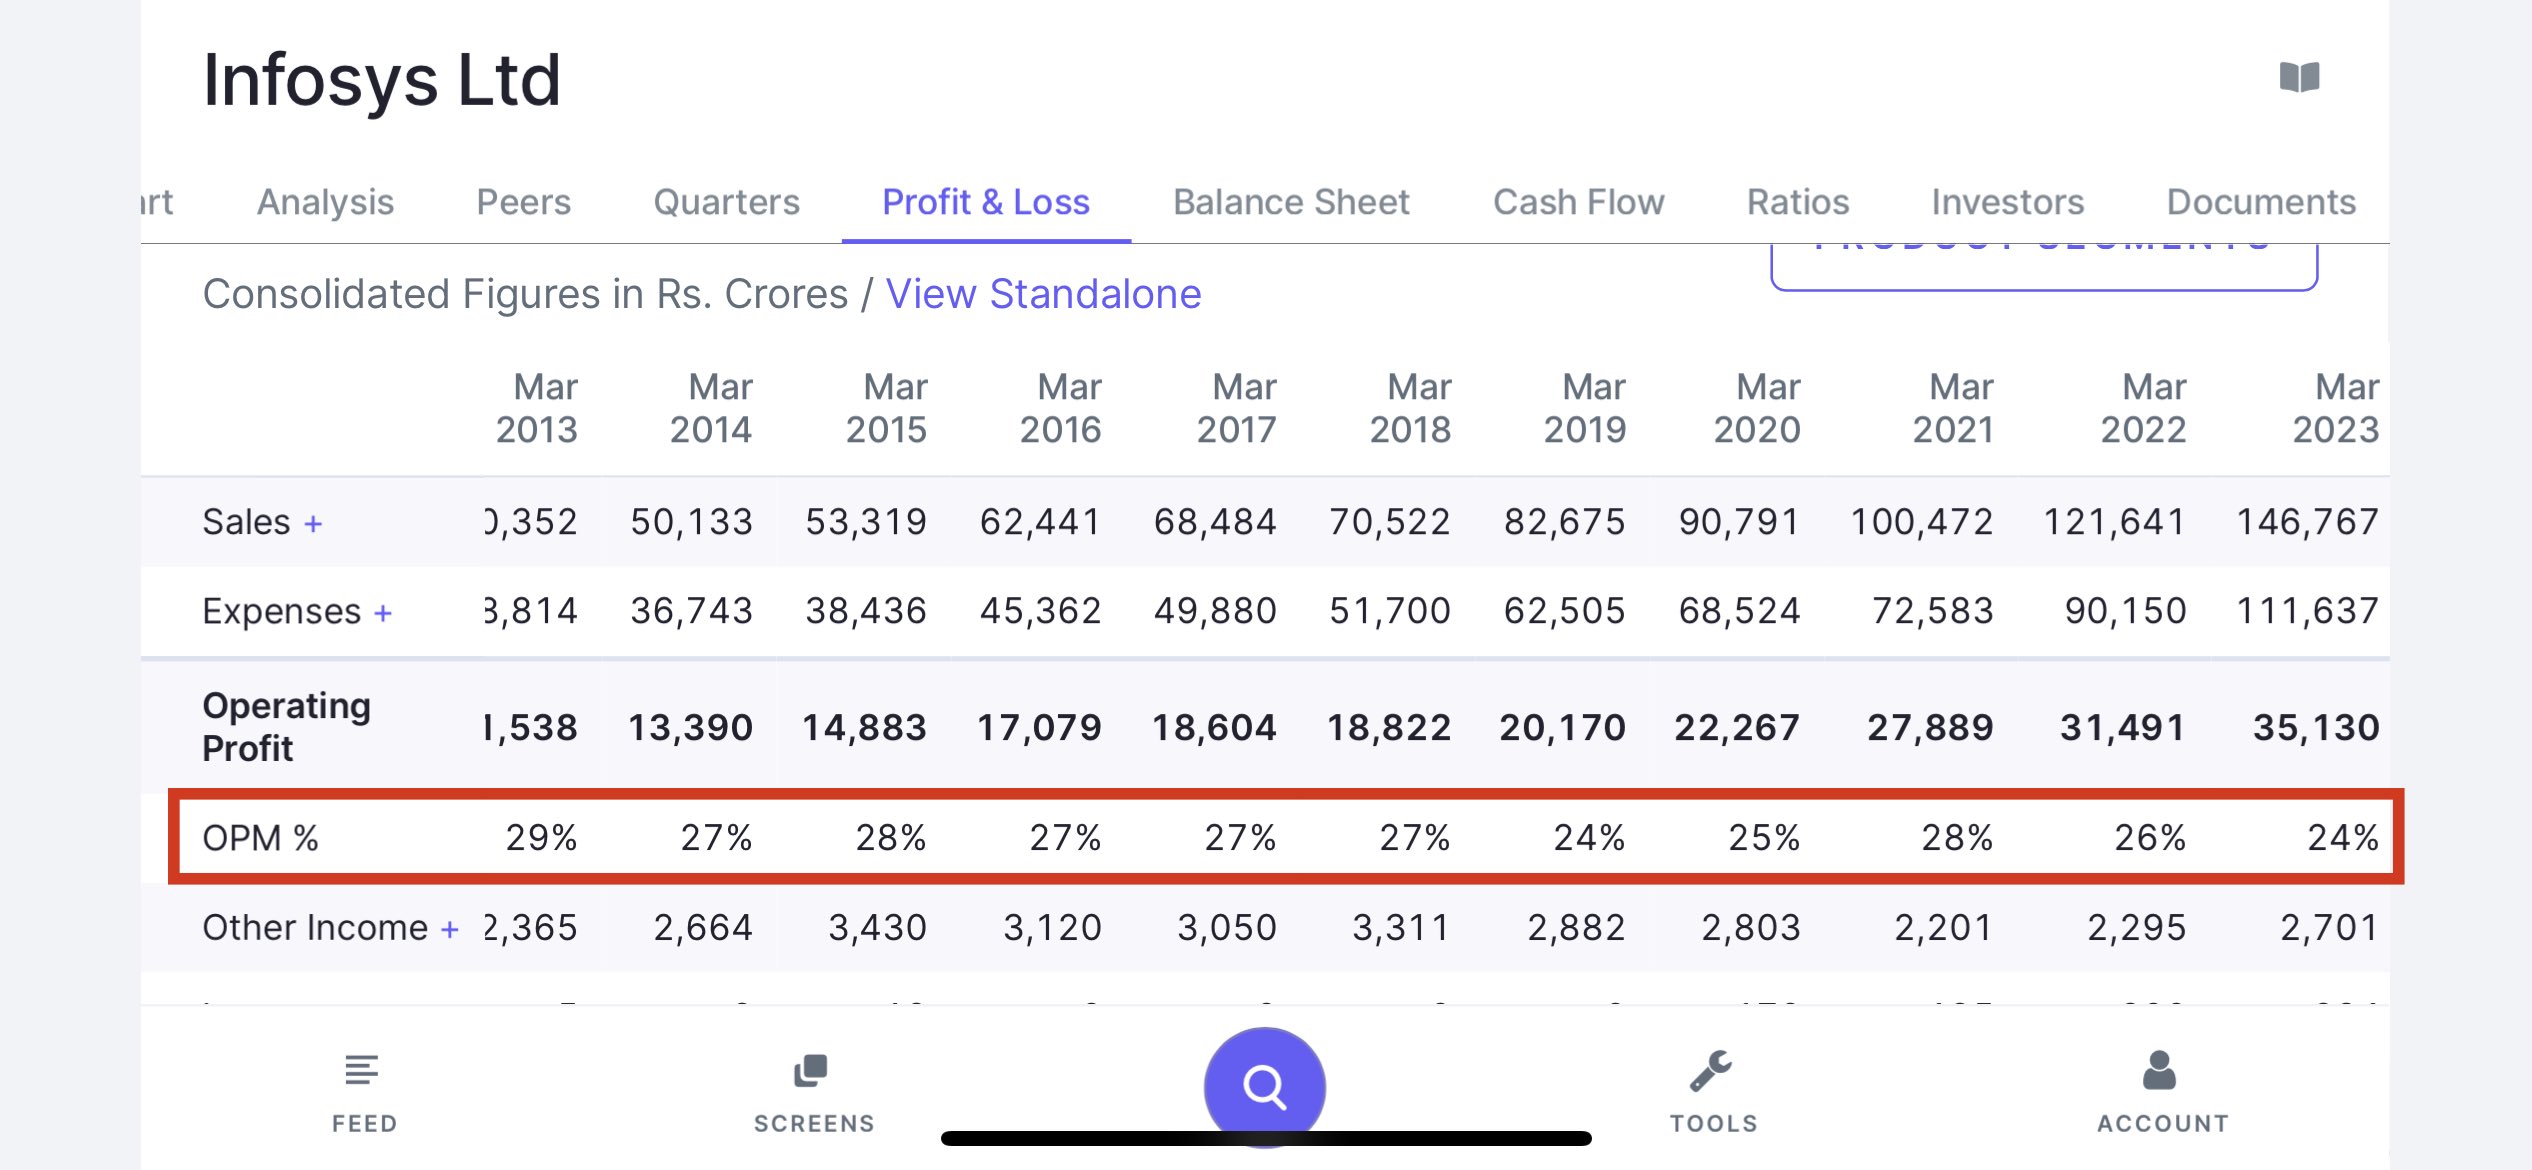 Infosys Ltd
Analysis Peers Quarters Profit & Loss Balance Sheet Cash Flow Ratios Investors Documents
Consolidated Figures in Rs. Crores / View Standalone
Mar 2013 Mar 2014 Mar 2015 Mar 2016 Mar 2017 Mar 2018 Mar 2019 Mar 2020 Mar 2021 Mar 2022 Mar 2023
Sales + 50,133 53,319 62,441 68,484 70,522 82,675 90,791 100,472 121,641 146,767
Expenses + 36,743 38,436 45,362 49,880 51,700 62,505 68,524 72,583 90,150 111,637
Operating Profit 13,390 14,883 17,079 18,604 18,822 20,170 22,267 27,889 31,491 35,130
OPM % 29% 27% 28% 27% 27% 27% 24% 25% 28% 26% 24%
Other Income + 2,365 2,664 3,430 3,120 3,050 3,311 2,882 2,803 2,201 2,295 2,701
FEED SCREENS TOOLS ACCOUNT